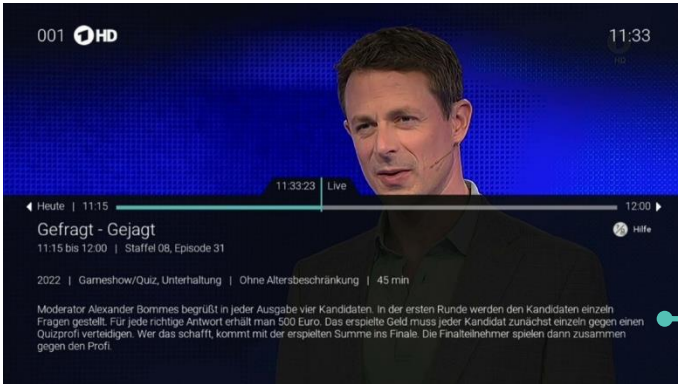 001 1 HD
11:33
HD
11:33:23 | Live
Heute | 11:15
12:00
Gefragt - Gejagt
Hilfe
11:15 bis 12:00 | Staffel 08, Episode 31
2022 | Gameshow/Quiz, Unterhaltung | Ohne Altersbeschränkung | 45 min
Moderator Alexander Bommes begrüßt in jeder Ausgabe vier Kandidaten. In der ersten Runde werden den Kandidaten einzeln
Fragen gestellt. Für jede richtige Antwort erhält man 500 Euro. Das erspielte Geld muss jeder Kandidat zunächst einzeln gegen einen
Quizprofi verteidigen. Wer das schafft, kommt mit der erspielten Summe ins Finale. Die Finalteilnehmer spielen dann zusammen
gegen den Profi.